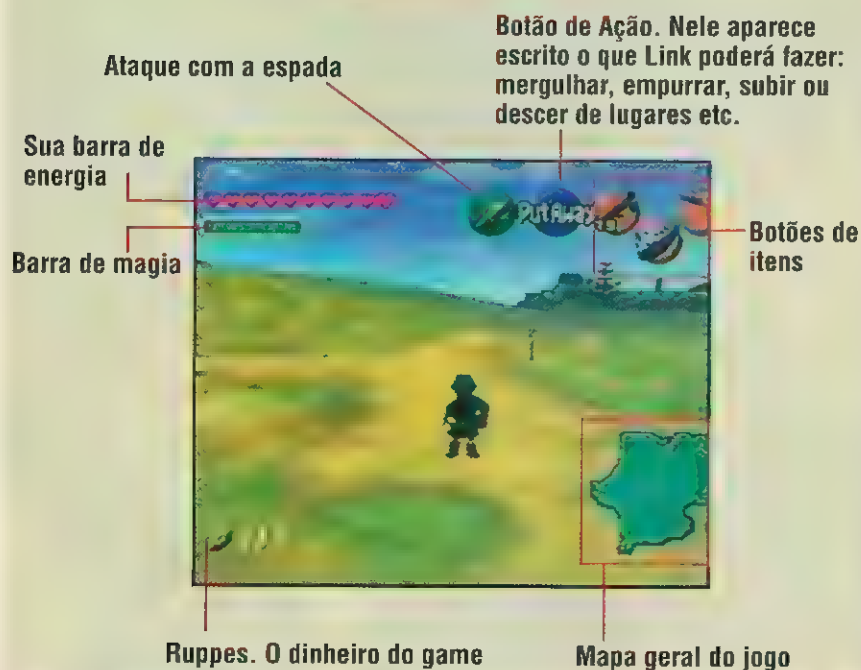 Botão de Ação. Nele aparece
escrito o que Link poderá fazer:
mergulhar, empurrar, subir ou
descer de lugares etc.
Ataque com a espada
Sua barra de
energia
PutAway
Barra de magia
Botões de
itens
Ruppes. O dinheiro do game
Mapa geral do jogo